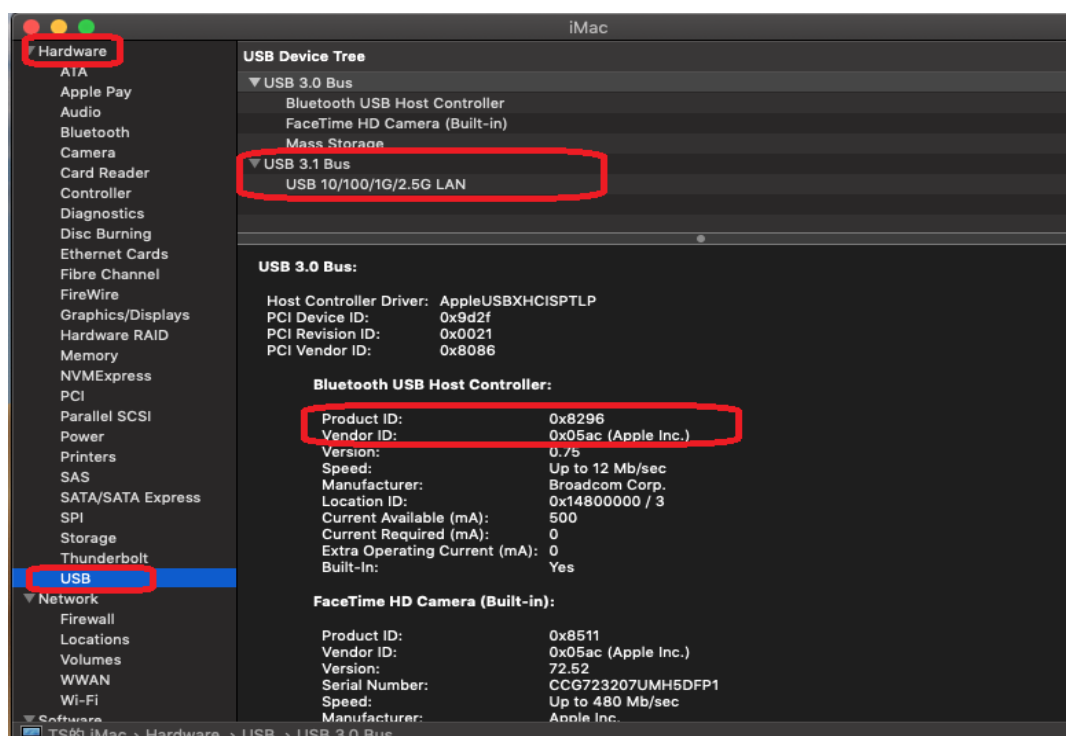 iMac
Hardware
ATA
Apple Pay
Audio
Bluetooth
Camera
Card Reader
Controller
Diagnostics
Disc Burning
Ethernet Cards
Fibre Channel
FireWire
Graphics/Displays
Hardware RAID
Memory
NVMExpress
PCI
Parallel SCSI
Power
Printers
SAS
SATA/SATA Express
SPI
Storage
Thunderbolt
USB
Network
Firewall
Locations
Volumes
WWAN
Wi-Fi
Software
USB Device Tree
USB 3.0 Bus
Bluetooth USB Host Controller
FaceTime HD Camera (Built-in)
Mass Storage
USB 3.1 Bus
USB 10/100/1G/2.5G LAN
USB 3.0 Bus:
Host Controller Driver: AppleUSBXHCISPTLP
PCI Device ID: 0x9d2f
PCI Revision ID: 0x0021
PCI Vendor ID: 0x8086
Bluetooth USB Host Controller:
Product ID: 0x8296
Vendor ID: 0x05ac (Apple Inc.)
Version: 0.75
Speed: Up to 12 Mb/sec
Manufacturer: Broadcom Corp.
Location ID: 0x14800000 / 3
Current Available (mA): 500
Current Required (mA): 0
Extra Operating Current (mA): 0
Built-In: Yes
FaceTime HD Camera (Built-in):
Product ID: 0x8511
Vendor ID: 0x05ac (Apple Inc.)
Version: 72.52
Serial Number: CCG723207UMH5DFP1
Speed: Up to 480 Mb/sec
Manufacturer: Apple Inc.
TS的 iMac › Hardware › USB › USB 3.0 Bus